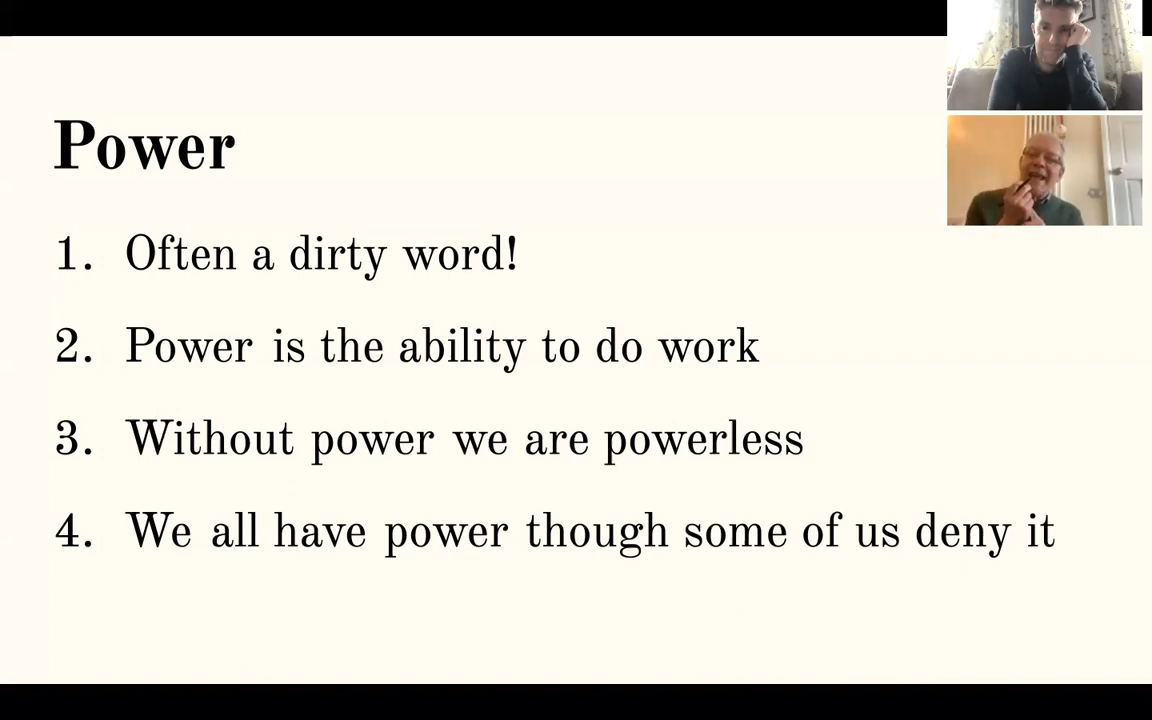 Power
1. Often a dirty word!
2. Power is the ability to do work
3. Without power we are powerless
4. We all have power though some of us deny it